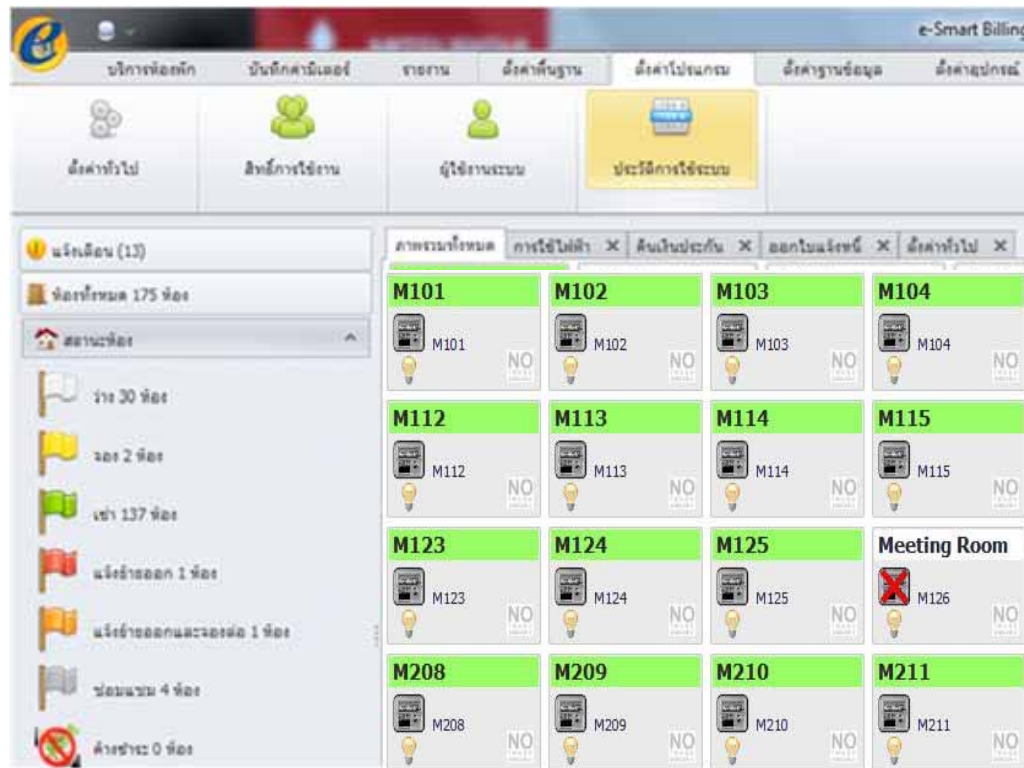 e-Smart Billing
บริการห้องพัก บันทึกค่ามิเตอร์ รายงาน ตั้งค่าพื้นฐาน ตั้งค่าโปรแกรม ตั้งค่าฐานข้อมูล ตั้งค่าอุปกรณ์
ตั้งค่าทั่วไป สิทธิ์การใช้งาน ผู้ใช้งานระบบ ประวัติการใช้ระบบ
ภาพรวมทั้งหมด การใช้ไฟฟ้า คืนเงินประกัน ออกใบแจ้งหนี้ ตั้งค่าทั่วไป
แจ้งเตือน (13)
ห้องทั้งหมด 175 ห้อง
สถานะห้อง
ว่าง 30 ห้อง
จอง 2 ห้อง
เช่า 137 ห้อง
แจ้งย้ายออก 1 ห้อง
แจ้งย้ายออกและจองต่อ 1 ห้อง
ซ่อมแซม 4 ห้อง
ค้างชำระ 0 ห้อง
M101 M102 M103 M104
M101 M102 M103 M104
NO NO NO NO
M112 M113 M114 M115
M112 M113 M114 M115
NO NO NO NO
M123 M124 M125 Meeting Room
M123 M124 M125 M126
NO NO NO NO
M208 M209 M210 M211
M208 M209 M210 M211
NO NO NO NO